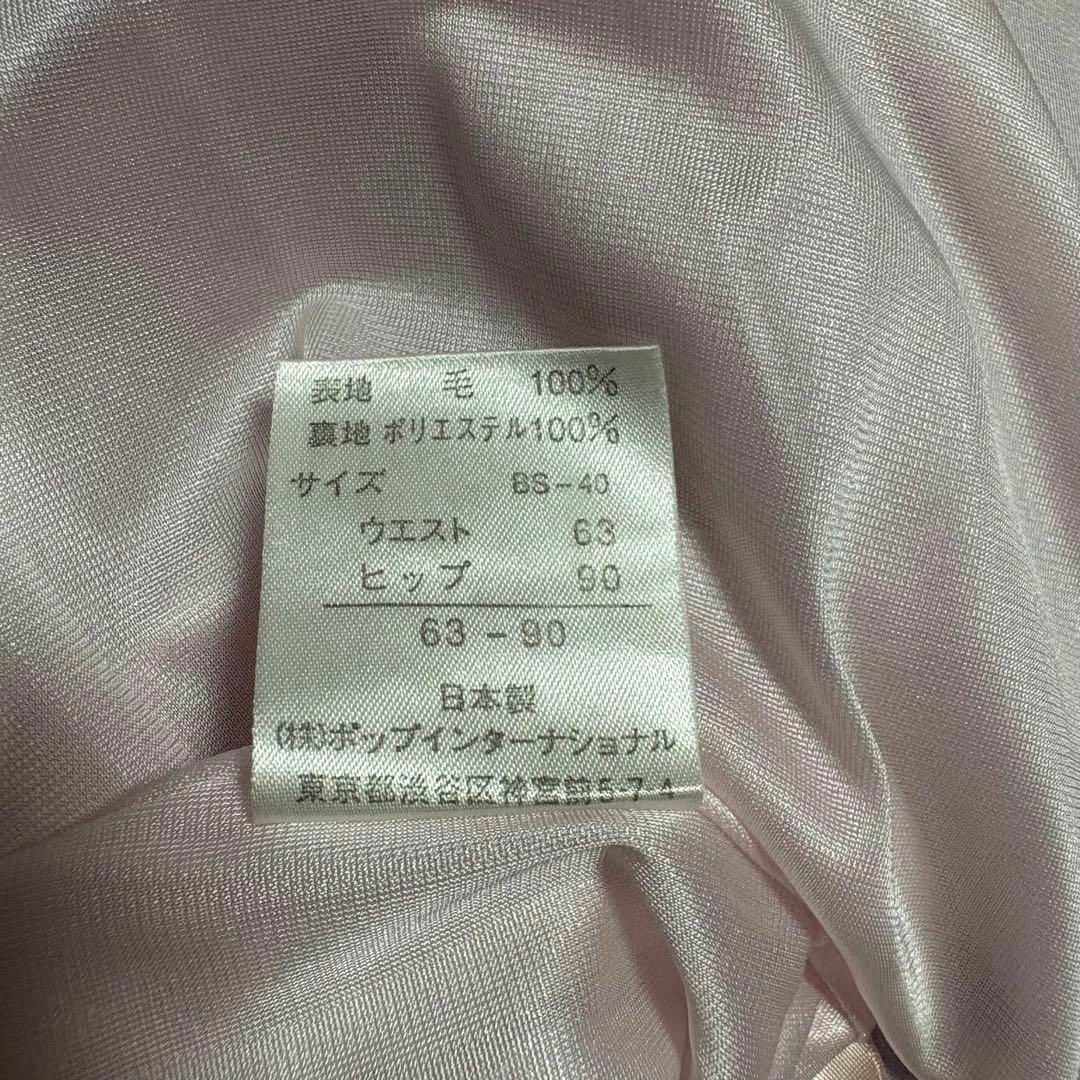 表地 毛 100%
裏地 ポリエステル100%
サイズ BS-40
ウエスト 63
ヒップ 90
63-90
日本製
(株)ポップインターナショナル
東京都渋谷区神宮前5-7-4